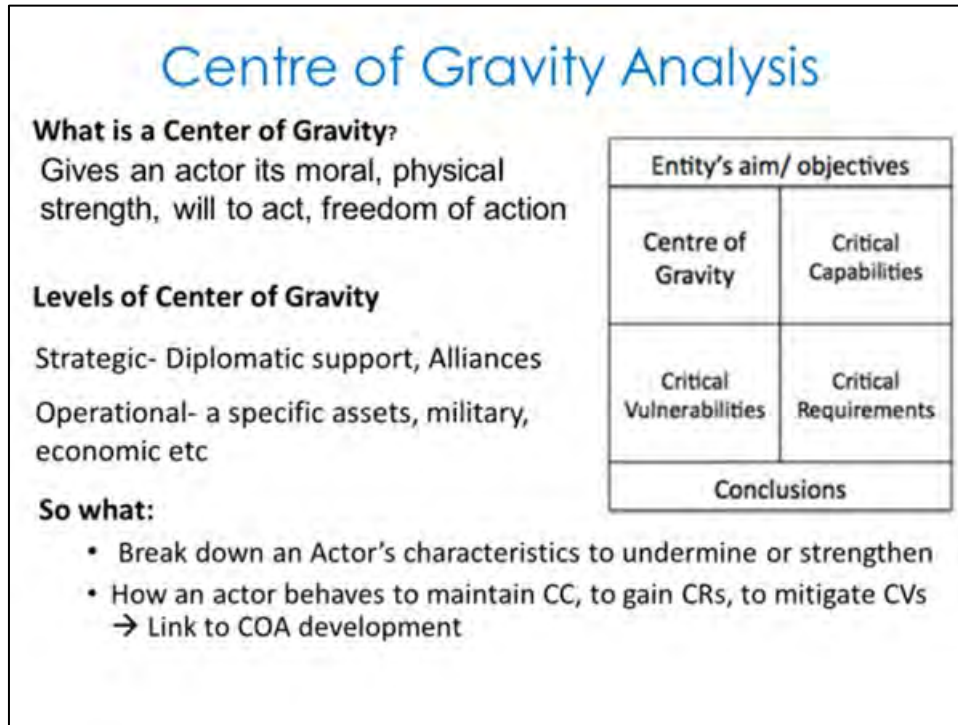 Centre of Gravity Analysis
What is a Center of Gravity?
Gives an actor its moral, physical
strength, will to act, freedom of action
Levels of Center of Gravity
Strategic- Diplomatic support, Alliances
Operational- a specific assets, military,
economic etc
Entity's aim/ objectives
Centre of
Gravity
Critical
Capabilities
Critical
Vulnerabilities
Critical
Requirements
Conclusions
So what:
• Break down an Actor's characteristics to undermine or strengthen
• How an actor behaves to maintain CC, to gain CRs, to mitigate CVs
→ Link to COA development